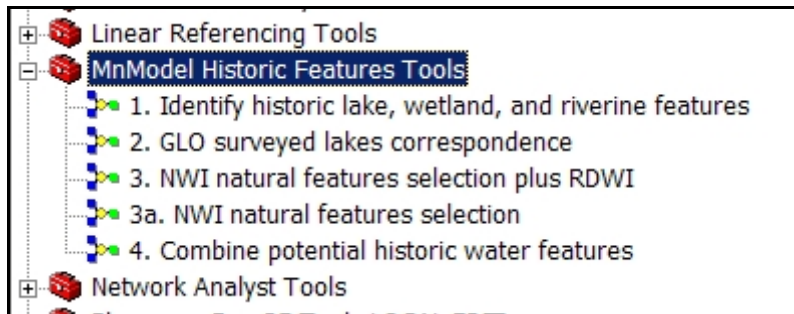 Linear Referencing Tools
MnModel Historic Features Tools
1. Identify historic lake, wetland, and riverine features
2. GLO surveyed lakes correspondence
3. NWI natural features selection plus RDWI
3a. NWI natural features selection
4. Combine potential historic water features
Network Analyst Tools